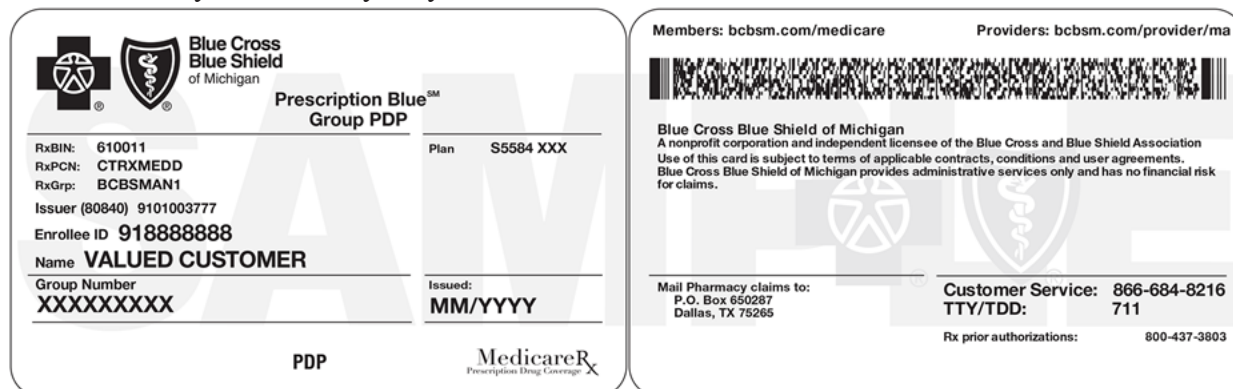 Blue Cross
Blue Shield
of Michigan
Prescription Blue℠
Group PDP
RxBIN: 610011
RxPCN: CTRXMEDD
RxGrp: BCBSMAN1
Issuer (80840) 9101003777
Enrollee ID 918888888
Name VALUED CUSTOMER
Plan S5584 XXX
Group Number
XXXXXXXXX
Issued:
MM/YYYY
PDP
MedicareRx
Prescription Drug Coverage
SAMPLE
Members: bcbsm.com/medicare
Providers: bcbsm.com/provider/ma
Blue Cross Blue Shield of Michigan
A nonprofit corporation and independent licensee of the Blue Cross and Blue Shield Association
Use of this card is subject to terms of applicable contracts, conditions and user agreements.
Blue Cross Blue Shield of Michigan provides administrative services only and has no financial risk
for claims.
Mail Pharmacy claims to:
P.O. Box 650287
Dallas, TX 75265
Customer Service: 866-684-8216
TTY/TDD: 711
Rx prior authorizations: 800-437-3803